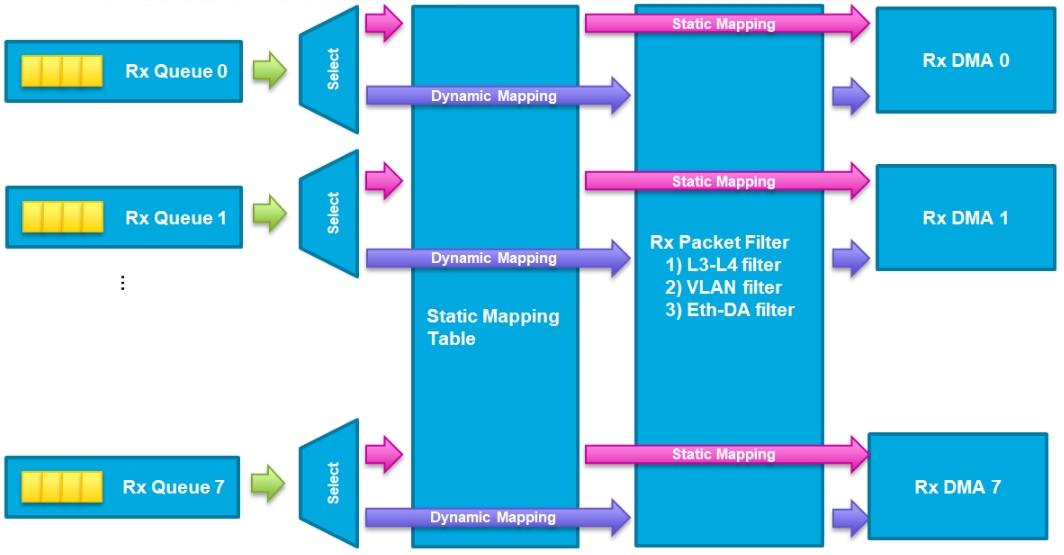 Rx Queue 0
Select
Static Mapping
Dynamic Mapping
Rx DMA 0
Rx Queue 1
Select
Static Mapping
Dynamic Mapping
Rx DMA 1
⋮
Static Mapping
Table
Rx Packet Filter
1) L3-L4 filter
2) VLAN filter
3) Eth-DA filter
Rx Queue 7
Select
Static Mapping
Dynamic Mapping
Rx DMA 7